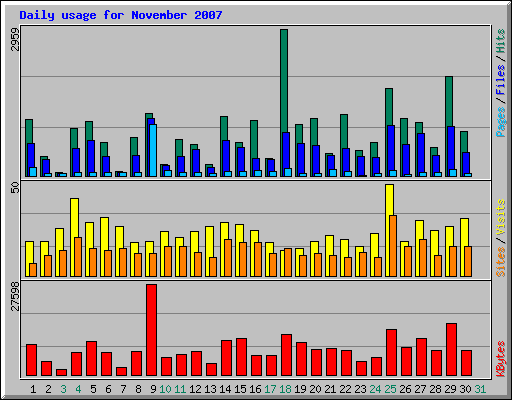 Daily usage for November 2007
2959
Pages / Files / Hits
50
Sites / Visits
27598
KBytes
1 2 3 4 5 6 7 8 9 10 11 12 13 14 15 16 17 18 19 20 21 22 23 24 25 26 27 28 29 30 31